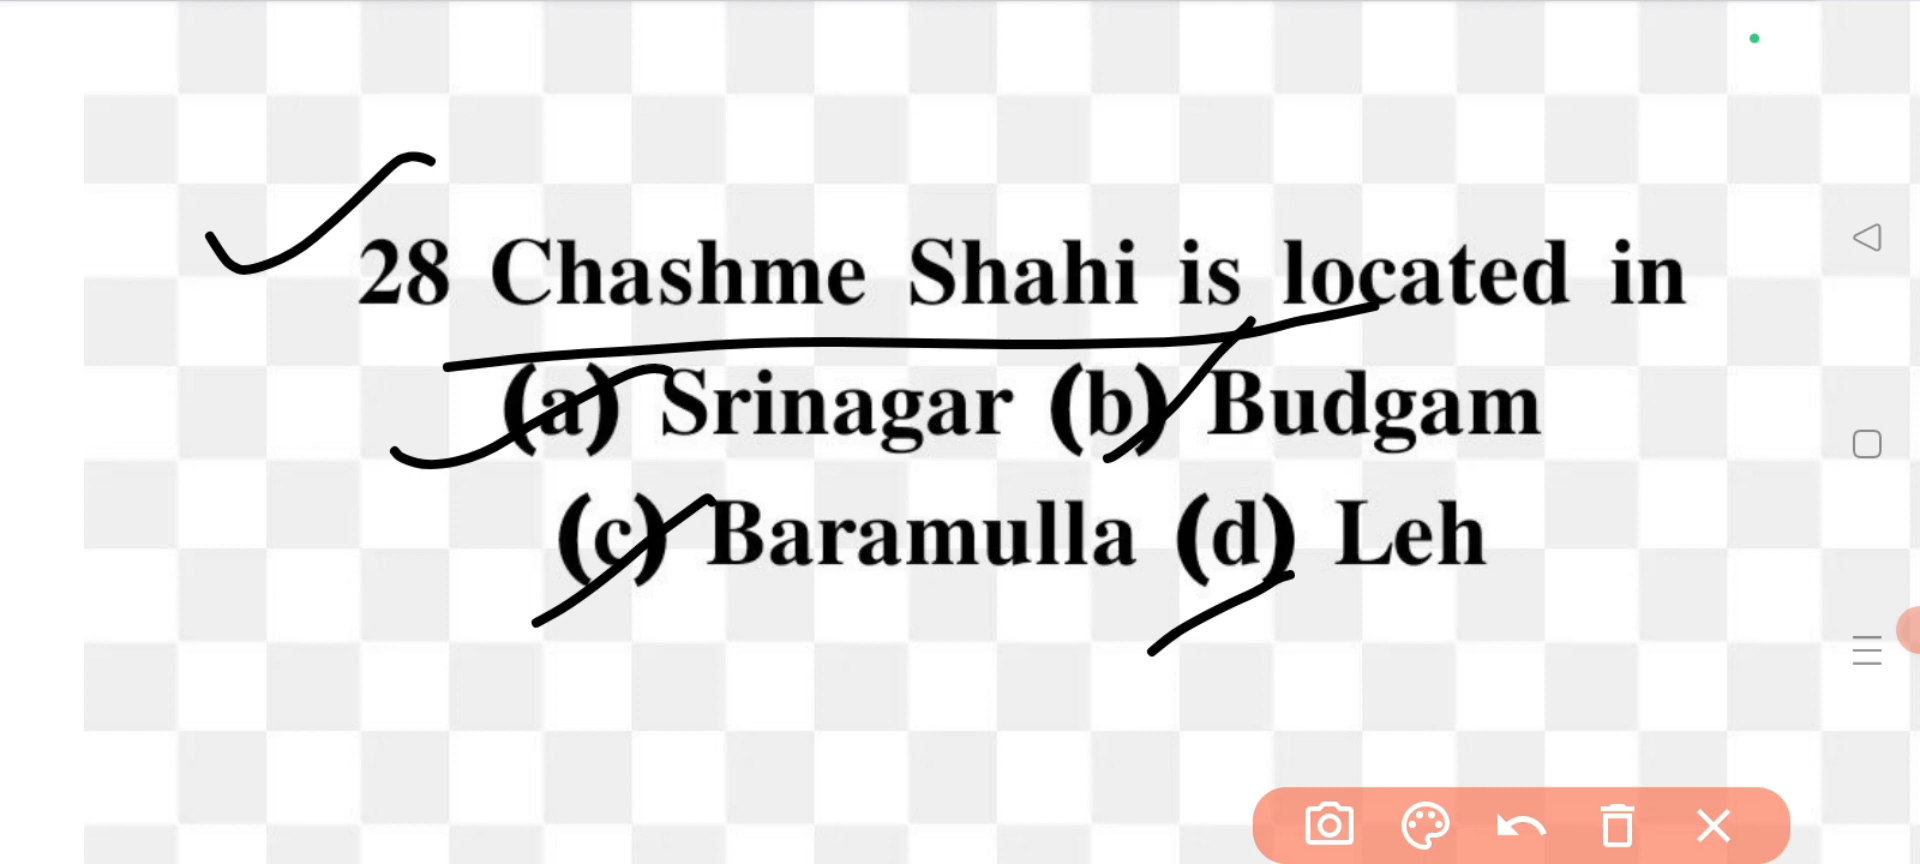 28 Chashme Shahi is located in
(a) Srinagar (b) Budgam
(c) Baramulla (d) Leh